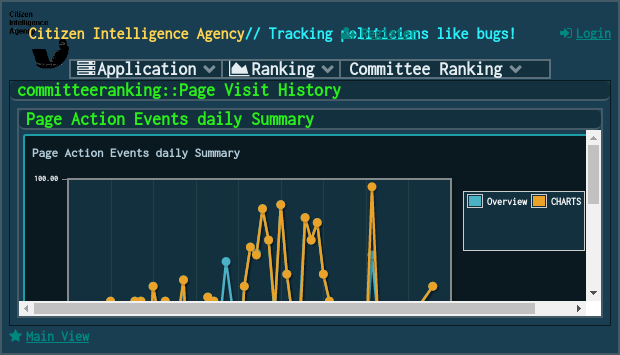 Citizen
Intelligence
Agency
Citizen Intelligence Agency// Tracking politicians like bugs!
Login
Application Ranking Committee Ranking
committeeranking::Page Visit History
Page Action Events daily Summary
Page Action Events daily Summary
100.00
Overview CHARTS
Main View